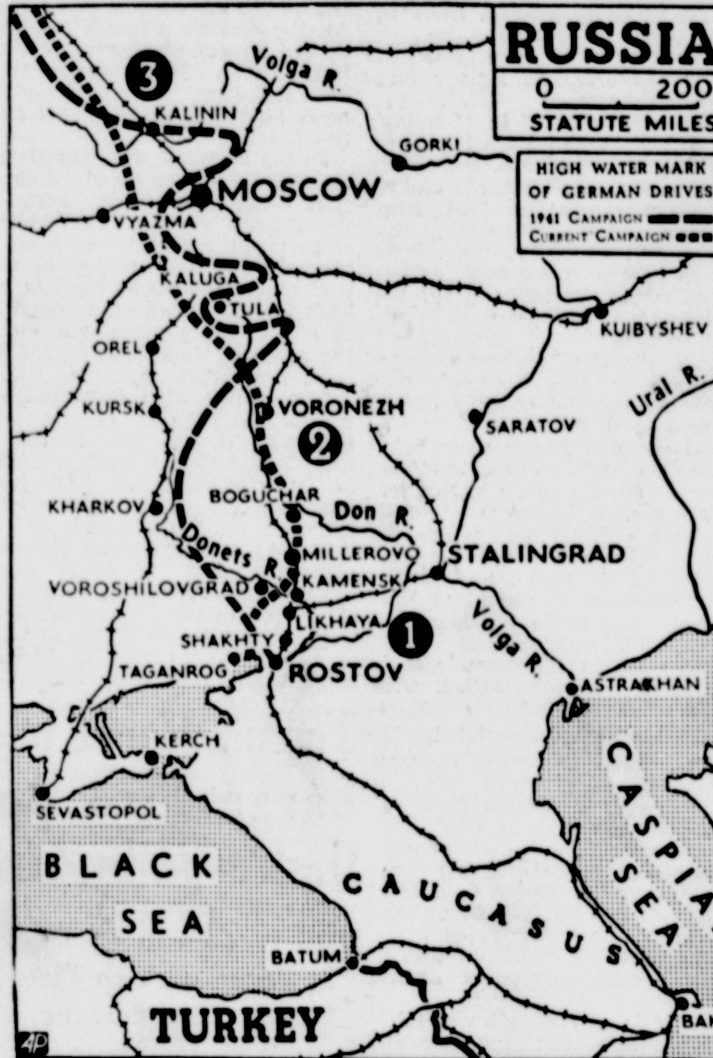 RUSSIA
0 200
STATUTE MILES
HIGH WATER MARK
OF GERMAN DRIVES
1941 CAMPAIGN
CURRENT CAMPAIGN
Volga R.
3
KALININ
GORKI
MOSCOW
VYAZMA
KALUGA
TULA
KUIBYSHEV
OREL
Ural R.
KURSK
VORONEZH
SARATOV
2
BOGUCHAR
KHARKOV
Don R.
Donets R.
MILLEROVO
STALINGRAD
VOROSHILOVGRAD
KAMENSK
LIKHAYA
1
Volga R.
SHAKHTY
TAGANROG
ROSTOV
ASTRAKHAN
KERCH
SEVASTOPOL
CASPIA
SEA
BLACK
SEA
CAUCASUS
BATUM
TURKEY
BAK
AP